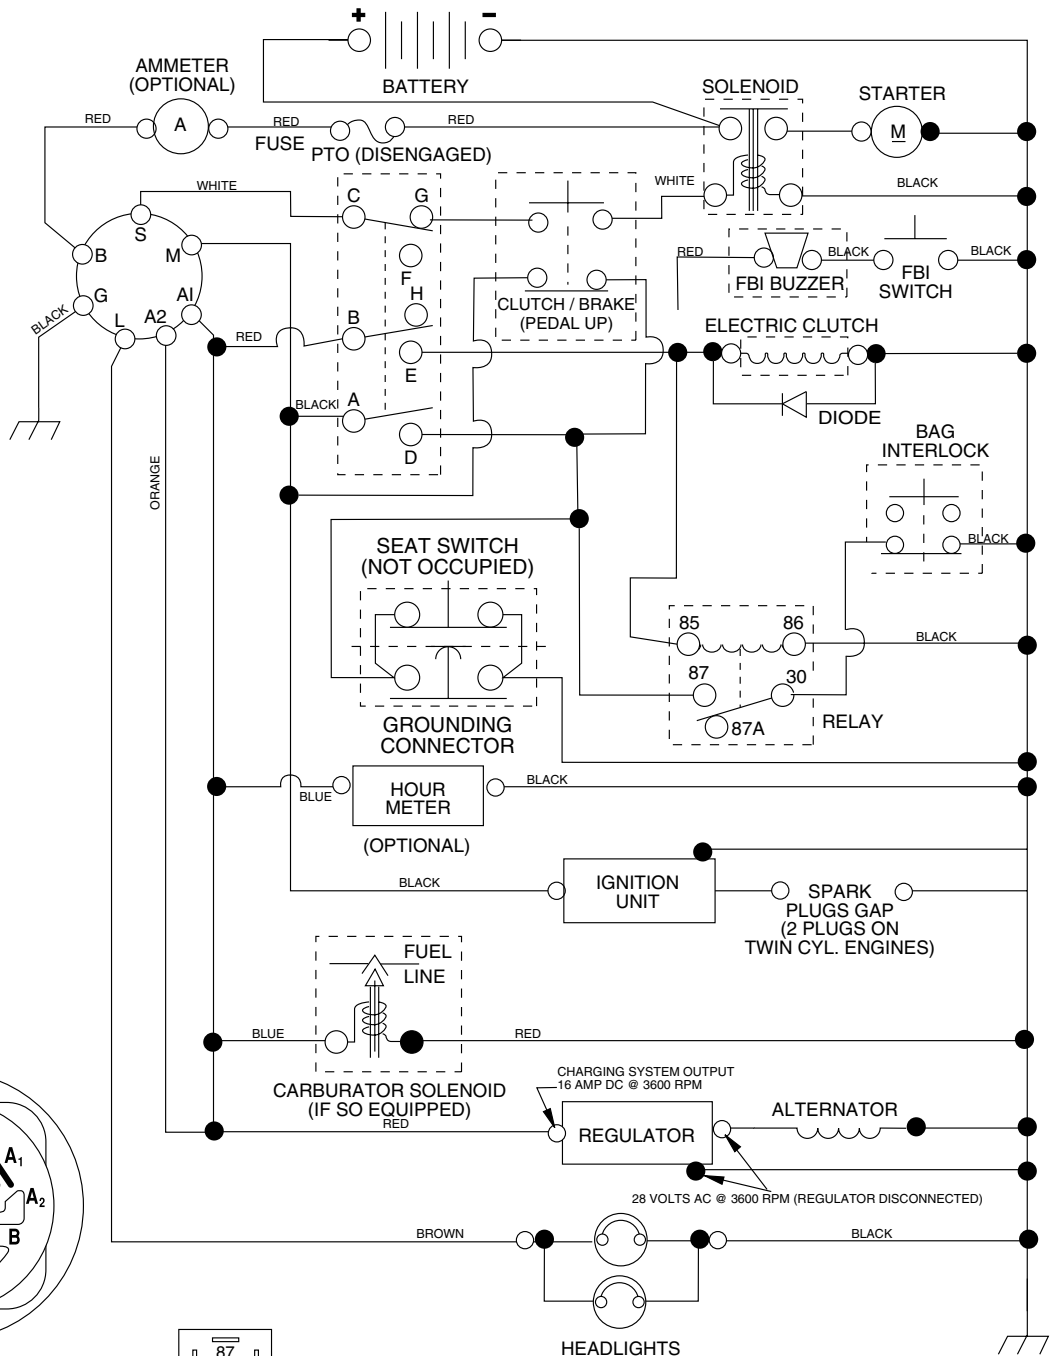 + −
BATTERY
AMMETER
(OPTIONAL)
A
RED
RED
FUSE
RED
PTO (DISENGAGED)
SOLENOID
STARTER
M
WHITE
BLACK
WHITE
S
B
M
G
A1
L
A2
BLACK
RED
C
G
F
H
B
E
BLACK
A
D
CLUTCH / BRAKE
(PEDAL UP)
RED
BLACK
BLACK
FBI BUZZER
FBI
SWITCH
ELECTRIC CLUTCH
DIODE
BAG
INTERLOCK
BLACK
ORANGE
SEAT SWITCH
(NOT OCCUPIED)
GROUNDING
CONNECTOR
85
86
BLACK
87
30
87A
RELAY
BLUE
HOUR
METER
BLACK
(OPTIONAL)
BLACK
IGNITION
UNIT
SPARK
PLUGS GAP
(2 PLUGS ON
TWIN CYL. ENGINES)
FUEL
LINE
BLUE
RED
CARBURATOR SOLENOID
(IF SO EQUIPPED)
CHARGING SYSTEM OUTPUT
16 AMP DC @ 3600 RPM
RED
REGULATOR
ALTERNATOR
28 VOLTS AC @ 3600 RPM (REGULATOR DISCONNECTED)
A₁
A₂
B
BROWN
BLACK
HEADLIGHTS
87